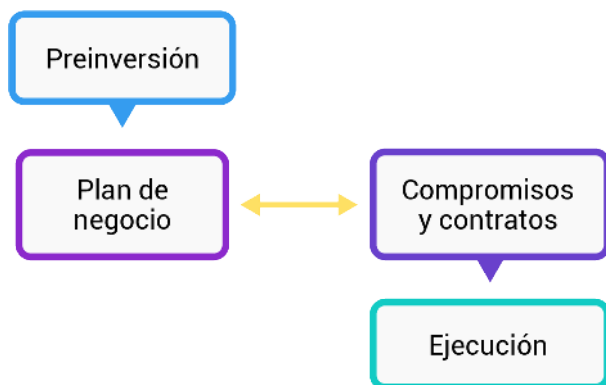 Preinversión
Plan de
negocio
Compromisos
y contratos
Ejecución